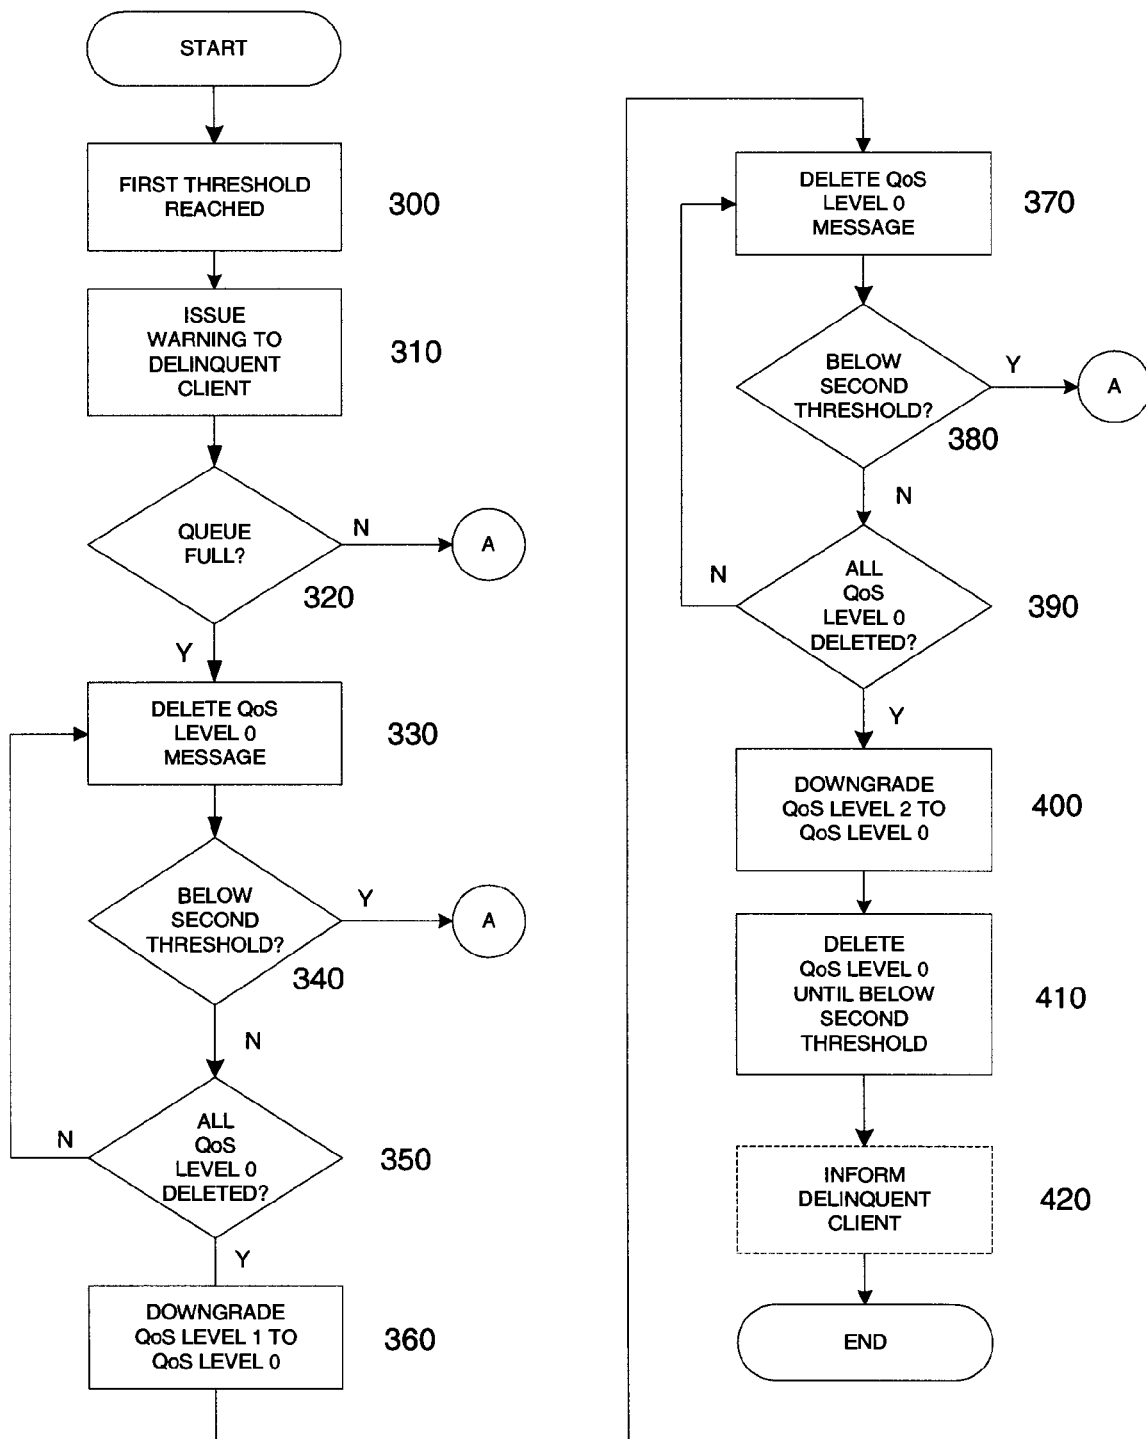 START
FIRST THRESHOLD
REACHED
300
ISSUE
WARNING TO
DELINQUENT
CLIENT
310
QUEUE
FULL?
N
A
320
Y
DELETE QoS
LEVEL 0
MESSAGE
330
BELOW
SECOND
THRESHOLD?
Y
A
340
N
ALL
QoS
LEVEL 0
DELETED?
N
350
Y
DOWNGRADE
QoS LEVEL 1 TO
QoS LEVEL 0
360
DELETE QoS
LEVEL 0
MESSAGE
370
BELOW
SECOND
THRESHOLD?
Y
A
380
N
ALL
QoS
LEVEL 0
DELETED?
N
390
Y
DOWNGRADE
QoS LEVEL 2 TO
QoS LEVEL 0
400
DELETE
QoS LEVEL 0
UNTIL BELOW
SECOND
THRESHOLD
410
INFORM
DELINQUENT
CLIENT
420
END